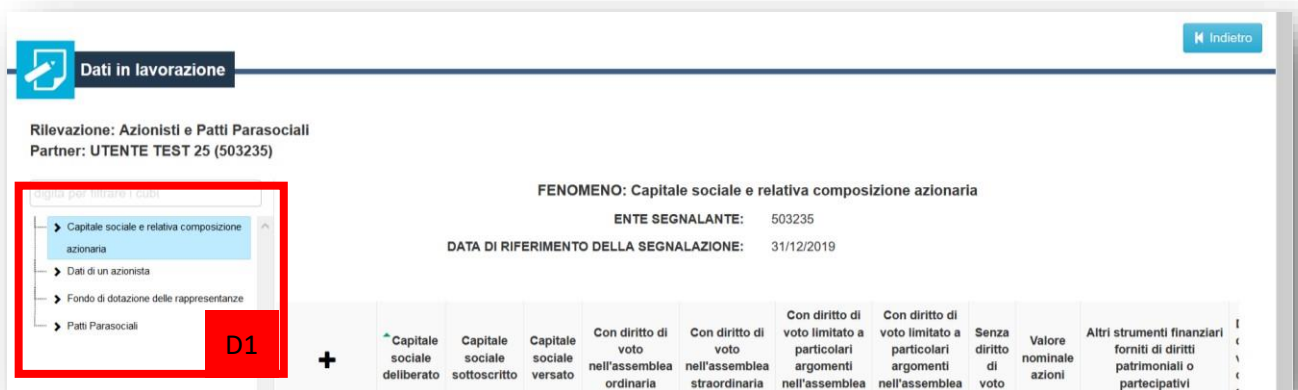 Indietro
Dati in lavorazione
Rilevazione: Azionisti e Patti Parasociali
Partner: UTENTE TEST 25 (503235)
digita per filtrare i cubi
Capitale sociale e relativa composizione
azionaria
Dati di un azionista
Fondo di dotazione delle rappresentanze
Patti Parasociali
D1
FENOMENO: Capitale sociale e relativa composizione azionaria
ENTE SEGNALANTE: 503235
DATA DI RIFERIMENTO DELLA SEGNALAZIONE: 31/12/2019
Capitale
sociale
deliberato
Capitale
sociale
sottoscritto
Capitale
sociale
versato
Con diritto di
voto
nell'assemblea
ordinaria
Con diritto di
voto
nell'assemblea
straordinaria
Con diritto di
voto limitato a
particolari
argomenti
nell'assemblea
Con diritto di
voto limitato a
particolari
argomenti
nell'assemblea
Senza
diritto
di
voto
Valore
nominale
azioni
Altri strumenti finanziari
forniti di diritti
patrimoniali o
partecipativi